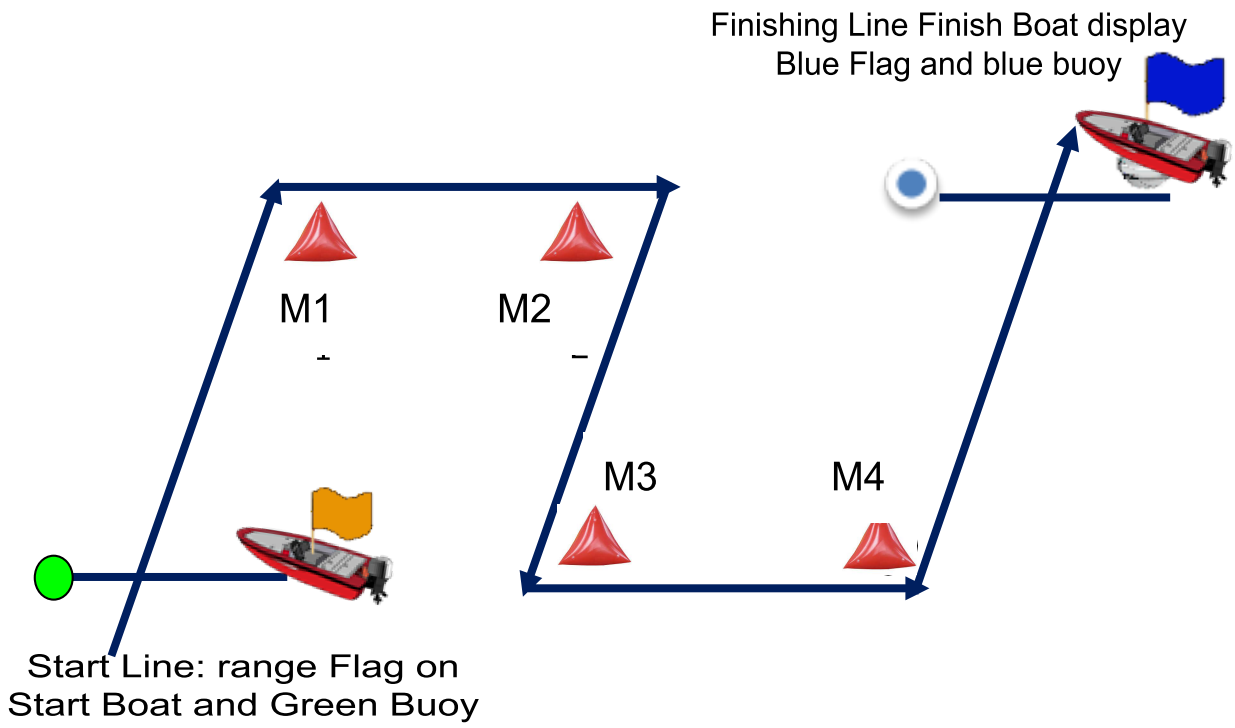 Finishing Line Finish Boat display
Blue Flag and blue buoy
M1
M2
M3
M4
Start Line: range Flag on
Start Boat and Green Buoy